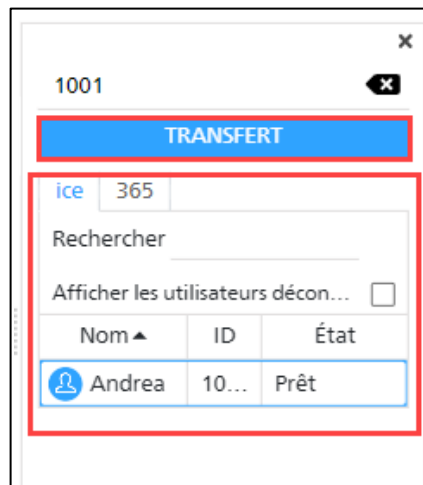 1001
TRANSFERT
ice 365
Rechercher
Afficher les utilisateurs décon...
Nom ID État
Andrea 10... Prêt